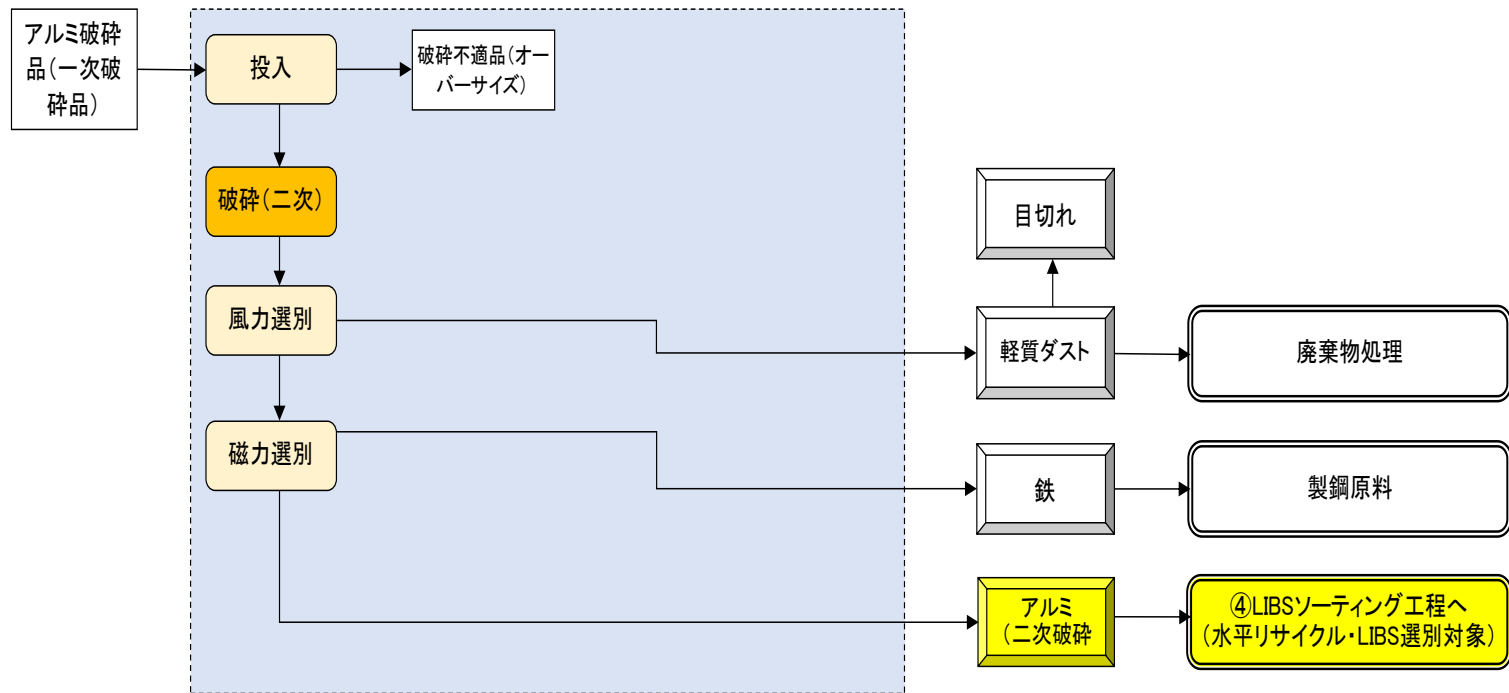 アルミ破砕
品(一次破
砕品)
投入
破砕不適品(オー
バーサイズ)
破砕(二次)
目切れ
風力選別
軽質ダスト
廃棄物処理
磁力選別
鉄
製鋼原料
アルミ
(二次破砕
④LIBSソーティング工程へ
(水平リサイクル・LIBS選別対象)